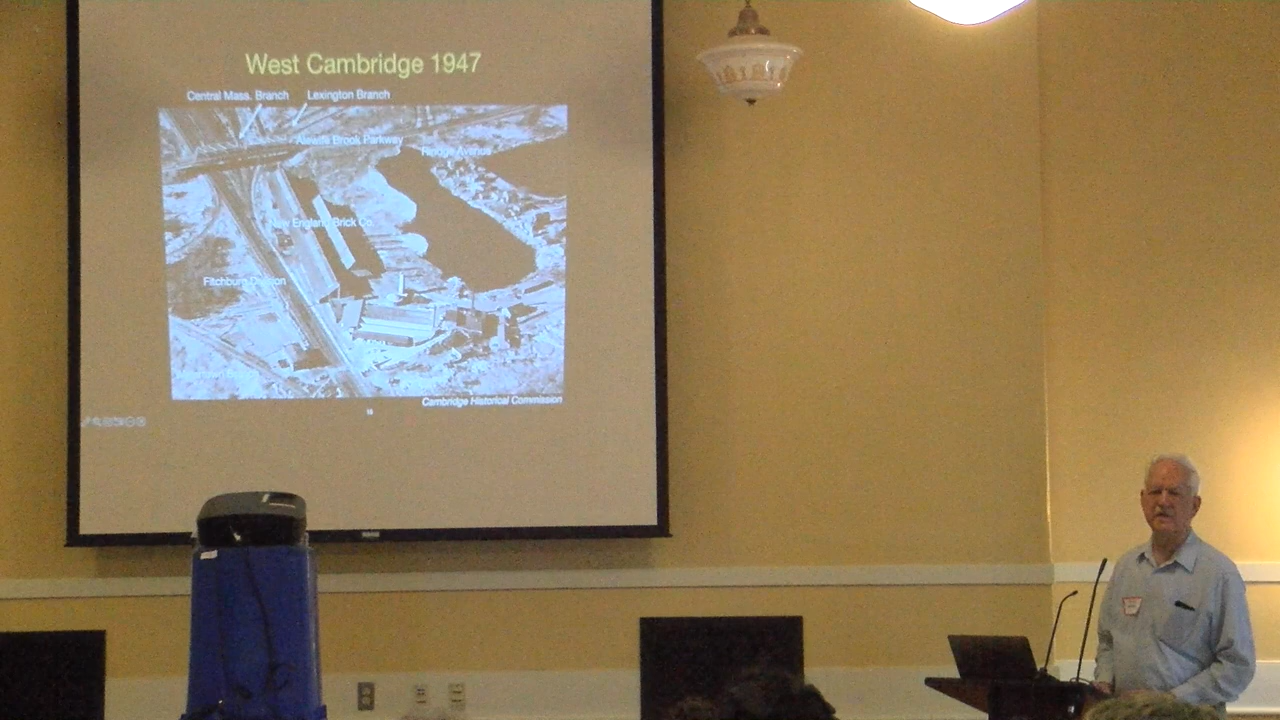 West Cambridge 1947
Central Mass. Branch
Lexington Branch
Alewife Brook Parkway
Rindge Avenue
New England Brick Co.
Fitchburg Division
Cambridge Historical Commission